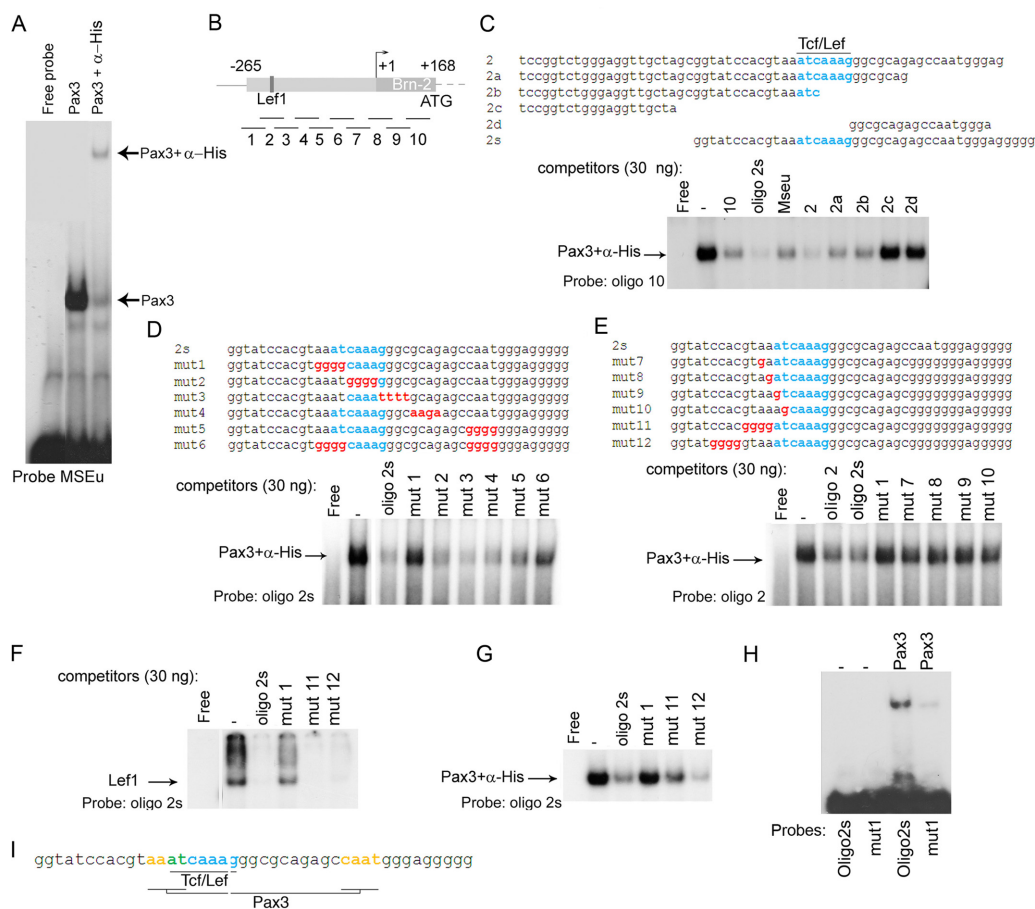 A
Free probe
Pax3
Pax3 + α−His
Pax3+ α−His
Pax3
Probe MSEu
B
-265
+1
+168
Brn-2
Lef1
ATG
1 2 3 4 5 6 7 8 9 10
C
Tcf/Lef
2 tccggtctgggaggttgctagcggtatccacgtaaatcaaagggcgcagagccaatgggag
2a tccggtctgggaggttgctagcggtatccacgtaaatcaaagggcgcag
2b tccggtctgggaggttgctagcggtatccacgtaaatc
2c tccggtctgggaggttgcta
2d ggcgcagagccaatggga
2s ggtatccacgtaaatcaaagggcgcagagccaatgggagggggg
competitors (30 ng):
Free
-
10
oligo 2s
Mseu
2
2a
2b
2c
2d
Pax3+α-His
Probe: oligo 10
D
2s ggtatccacgtaaatcaaagggcgcagagccaatgggaggggg
mut1 ggtatccacgtggggcaaagggcgcagagccaatgggaggggg
mut2 ggtatccacgtaaatgggggggcgcagagccaatgggaggggg
mut3 ggtatccacgtaaatcaaattttgcagagccaatgggaggggg
mut4 ggtatccacgtaaatcaaagggcaagaagccaatgggaggggg
mut5 ggtatccacgtaaatcaaagggcgcagagcgggggggaggggg
mut6 ggtatccacgtggggcaaagggcgcagagcgggggggaggggg
competitors (30 ng):
Free
-
oligo 2s
mut 1
mut 2
mut 3
mut 4
mut 5
mut 6
Pax3+α-His
Probe: oligo 2s
E
2s ggtatccacgtaaatcaaagggcgcagagccaatgggaggggg
mut7 ggtatccacgtgaatcaaagggcgcagagcgggggggaggggg
mut8 ggtatccacgtagatcaaagggcgcagagcgggggggaggggg
mut9 ggtatccacgtaagtcaaagggcgcagagcgggggggaggggg
mut10 ggtatccacgtaaagcaaagggcgcagagcgggggggaggggg
mut11 ggtatccacggggatcaaagggcgcagagcgggggggaggggg
mut12 ggtatgggggtaaatcaaagggcgcagagcgggggggaggggg
competitors (30 ng):
Free
-
oligo 2
oligo 2s
mut 1
mut 7
mut 8
mut 9
mut 10
Pax3+α-His
Probe: oligo 2
F
competitors (30 ng):
Free
-
oligo 2s
mut 1
mut 11
mut 12
Lef1
Probe: oligo 2s
G
Free
-
oligo 2s
mut 1
mut 11
mut 12
Pax3+α-His
Probe: oligo 2s
H
-
-
Pax3
Pax3
Probes:
Oligo2s
mut1
Oligo2s
mut1
I
ggtatccacgtaaatcaaagggcgcagagccaatgggaggggg
Tcf/Lef
Pax3